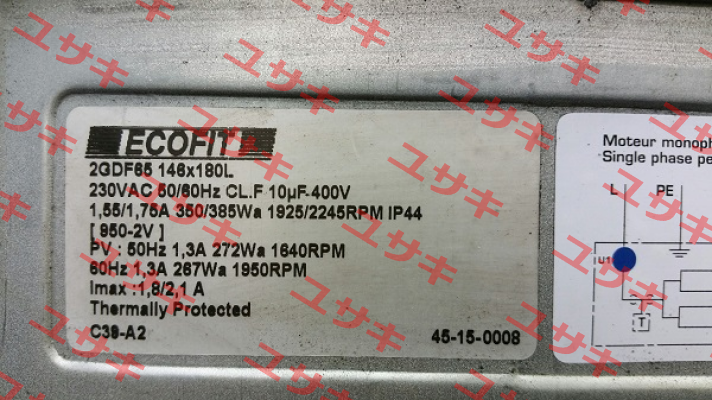 ECOFIT
2GDF65 146x180L
230VAC 50/60Hz CL.F 10µF-400V
1,55/1,75A 350/385Wa 1925/2245RPM IP44
[ 950-2V ]
PV : 50Hz 1,3A 272Wa 1640RPM
60Hz 1,3A 267Wa 1950RPM
Imax : 1,8/2,1 A
Thermally Protected
C39-A2
45-15-0008
Moteur monoph
Single phase pe
L PE
U1
T
ユサキ